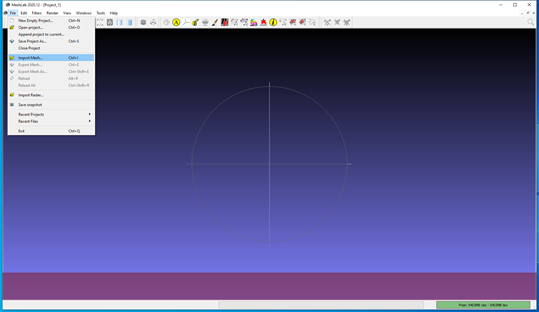 MeshLab 2020.12 - [Project_1]
File Edit Filters Render View Windows Tools Help
New Empty Project... Ctrl+N
Open project... Ctrl+O
Append project to current...
Save Project As... Ctrl+S
Close Project
Import Mesh... Ctrl+I
Export Mesh... Ctrl+E
Export Mesh As... Ctrl+Shift+E
Reload Alt+R
Reload All Ctrl+Shift+R
Import Raster...
Save snapshot
Recent Projects
Recent Files
Exit Ctrl+Q